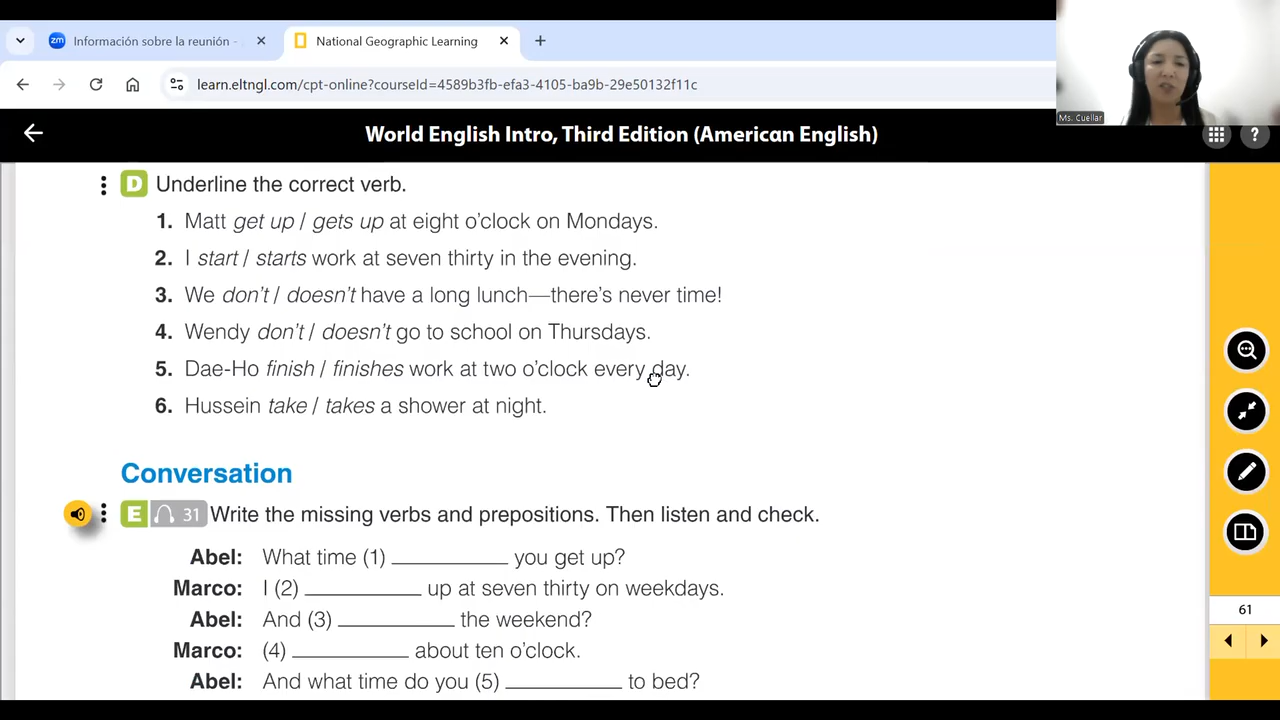 zm Información sobre la reunión -
National Geographic Learning
learn.eltngl.com/cpt-online?courseId=4589b3fb-efa3-4105-ba9b-29e50132f11c
Ms. Cuellar
World English Intro, Third Edition (American English)
?
D Underline the correct verb.
1. Matt get up / gets up at eight o’clock on Mondays.
2. I start / starts work at seven thirty in the evening.
3. We don’t / doesn’t have a long lunch—there’s never time!
4. Wendy don’t / doesn’t go to school on Thursdays.
5. Dae-Ho finish / finishes work at two o’clock every day.
6. Hussein take / takes a shower at night.
Conversation
E 31 Write the missing verbs and prepositions. Then listen and check.
Abel: What time (1) __________ you get up?
Marco: I (2) __________ up at seven thirty on weekdays.
Abel: And (3) __________ the weekend?
Marco: (4) __________ about ten o’clock.
Abel: And what time do you (5) __________ to bed?
61